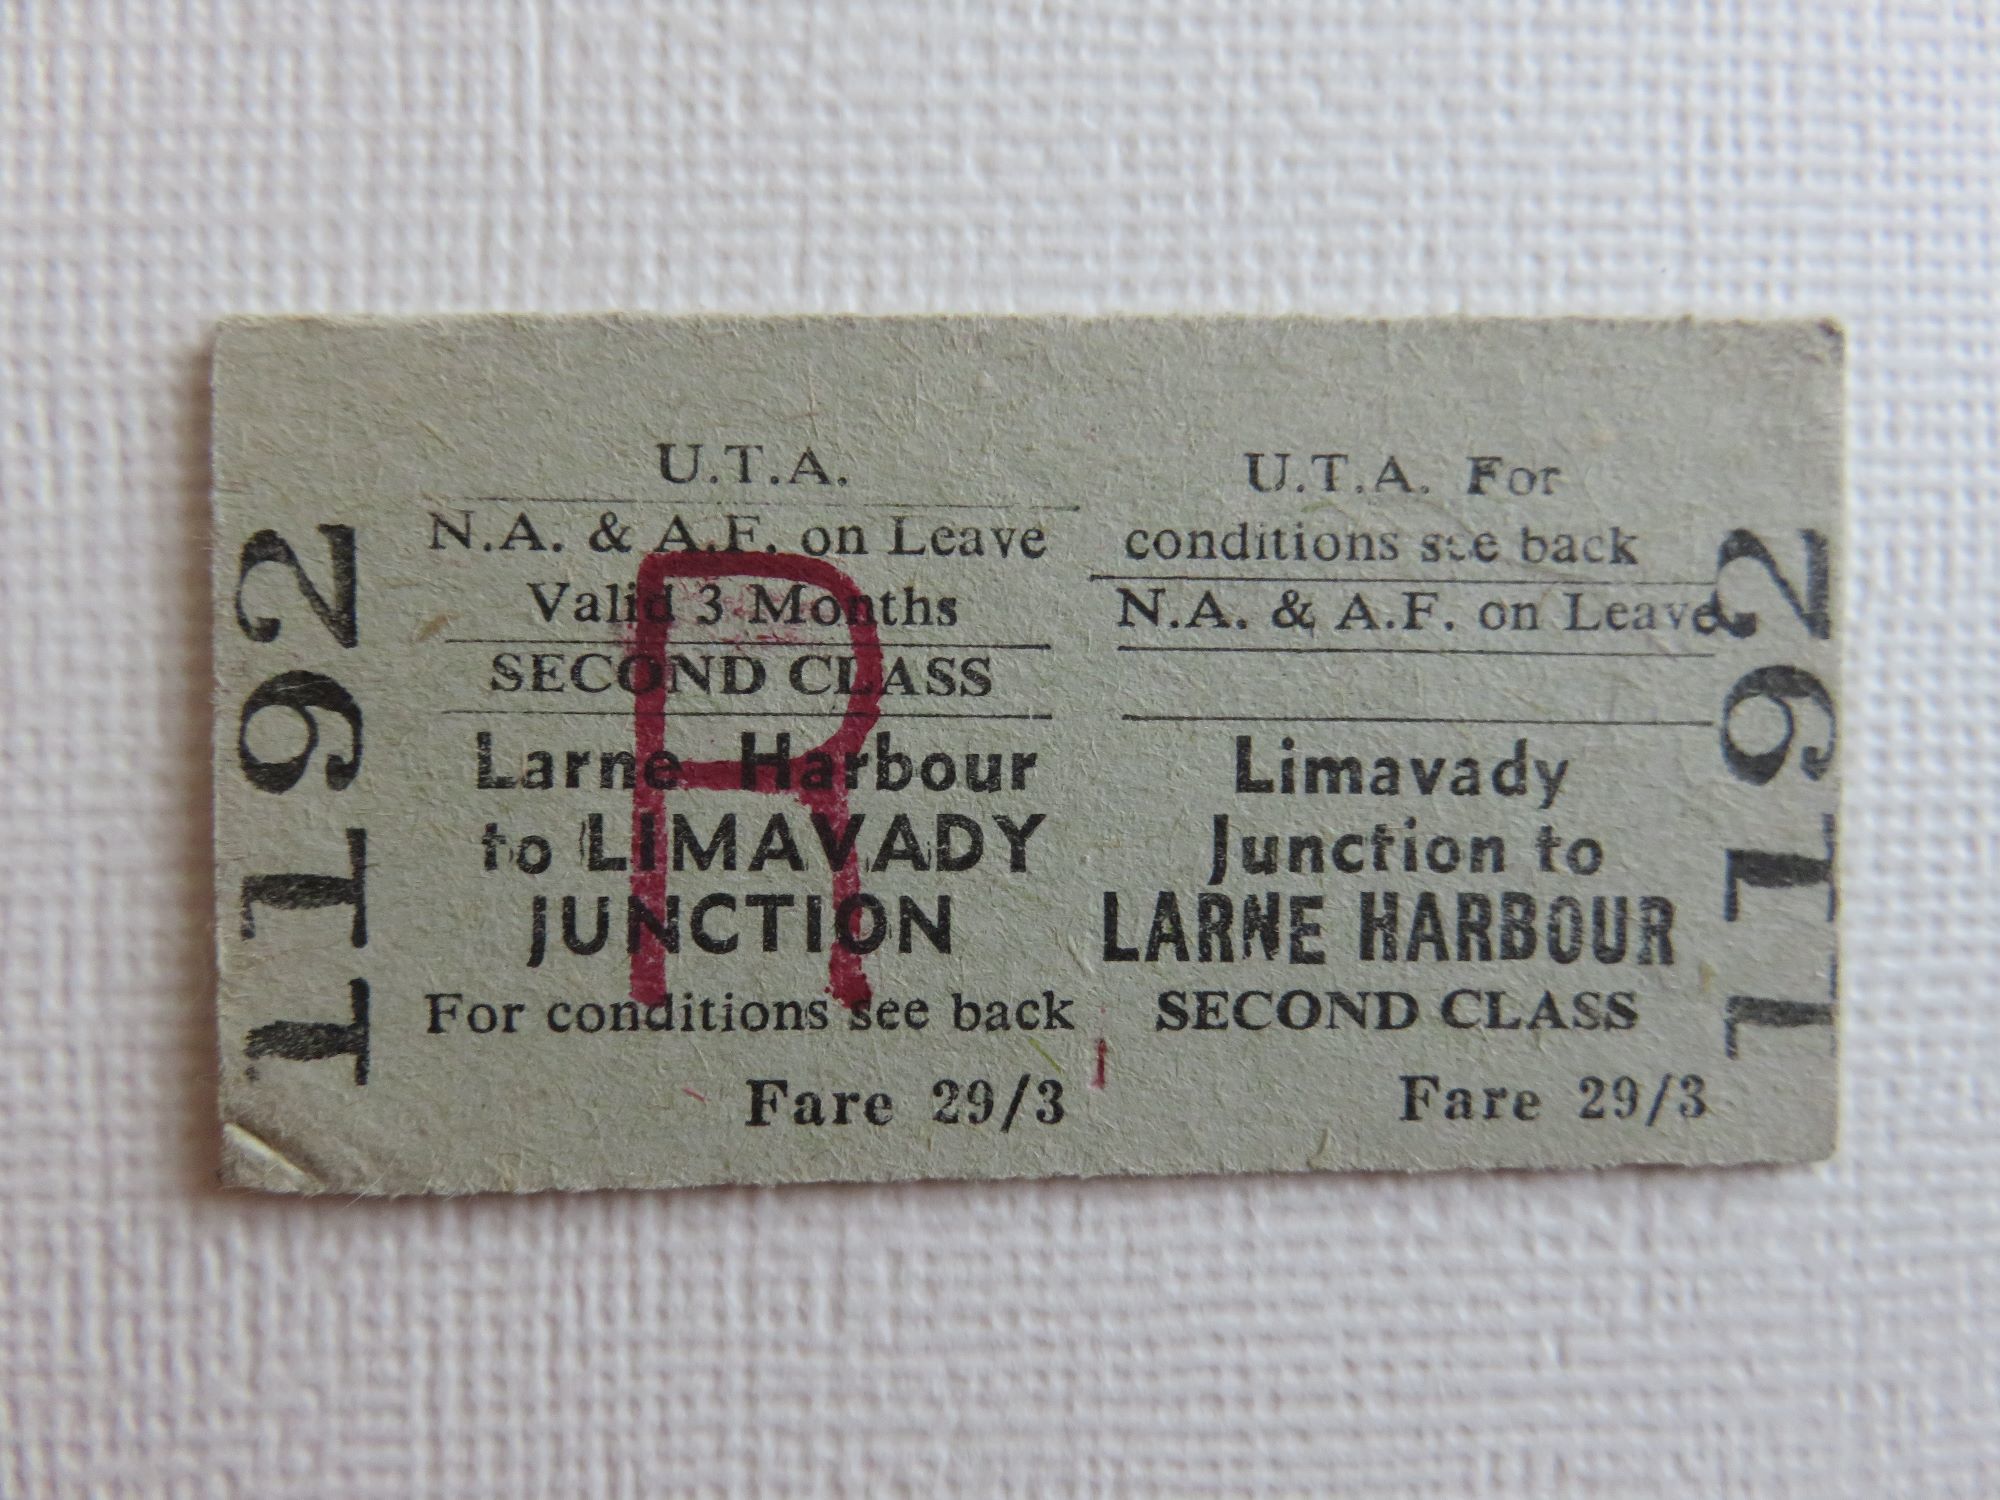 1192
U.T.A.
N.A. & A.F. on Leave
Valid 3 Months
SECOND CLASS
Larne Harbour
to LIMAVADY
JUNCTION
For conditions see back
Fare 29/3
R
U.T.A. For
conditions see back
N.A. & A.F. on Leave
Limavady
Junction to
LARNE HARBOUR
SECOND CLASS
Fare 29/3
1192